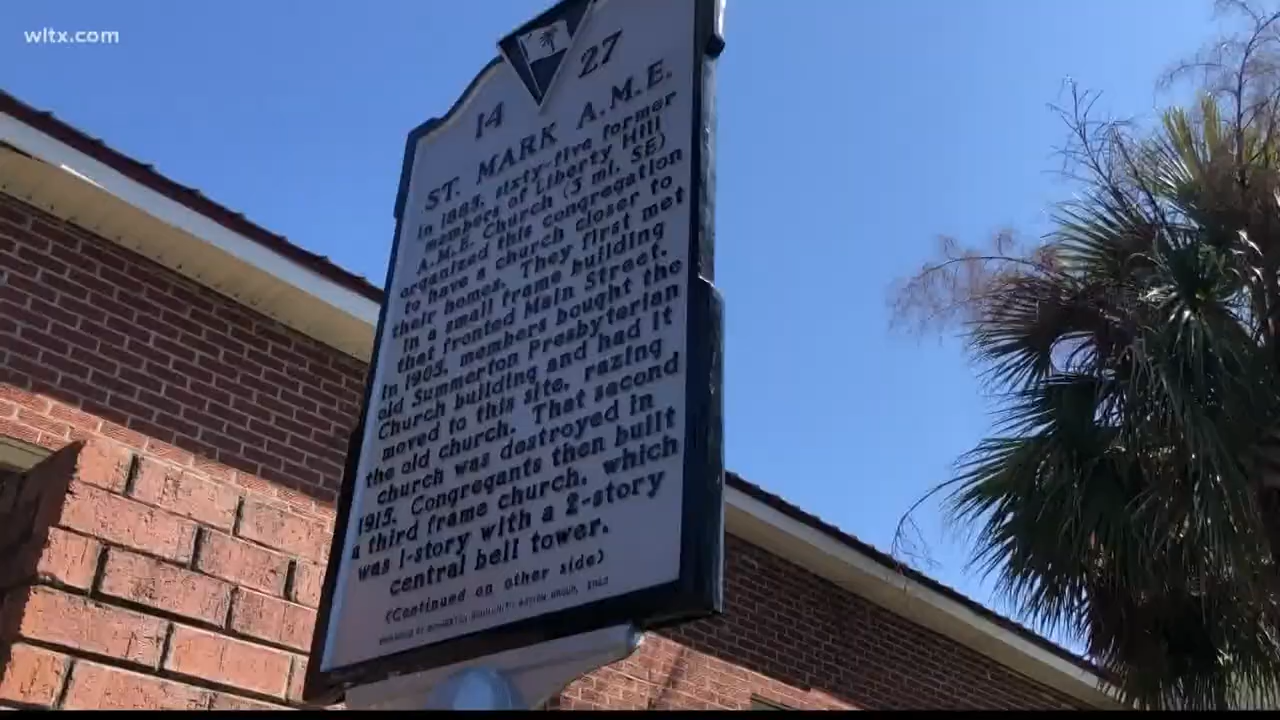 wltx.com
14 27
ST. MARK A.M.E.
In 1885, sixty-five former
members of Liberty Hill
A.M.E. Church (3 mi. SE)
organized this congregation
to have a church closer to
their homes. They first met
in a small frame building
that fronted Main Street.
In 1905, members bought the
old Summerton Presbyterian
Church building and had it
moved to this site, razing
the old church. That second
church was destroyed in
1915. Congregants then built
a third frame church, which
was 1-story with a 2-story
central bell tower.
(Continued on other side)